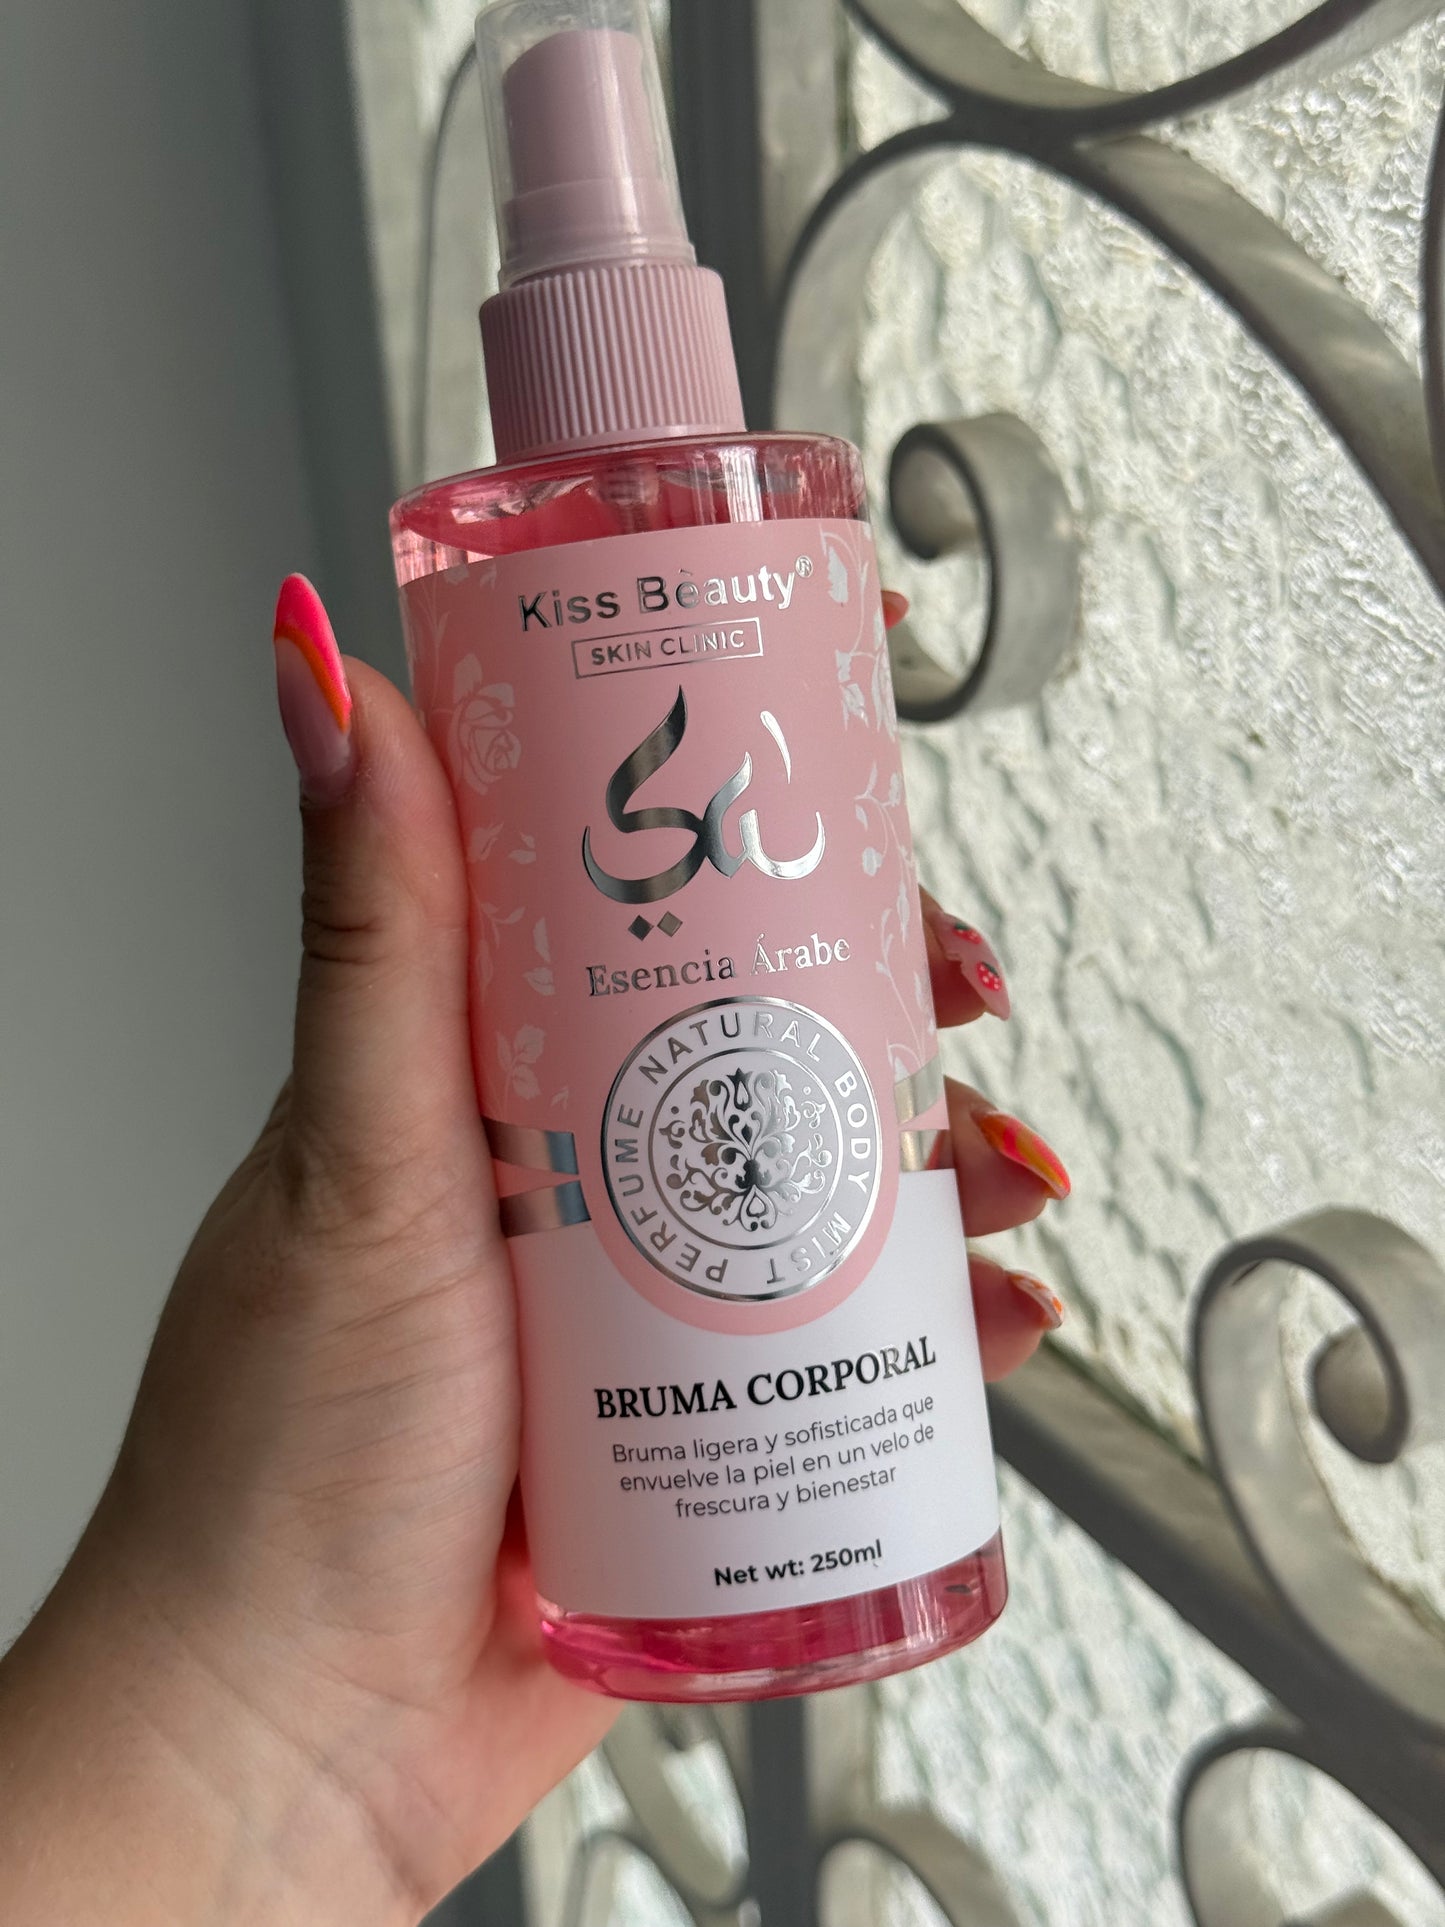 Kiss Bèauty®
SKIN CLINIC
Esencia Árabe
PERFUME NATURAL BODY MIST
BRUMA CORPORAL
Bruma ligera y sofisticada que
envuelve la piel en un velo de
frescura y bienestar
Net wt: 250ml